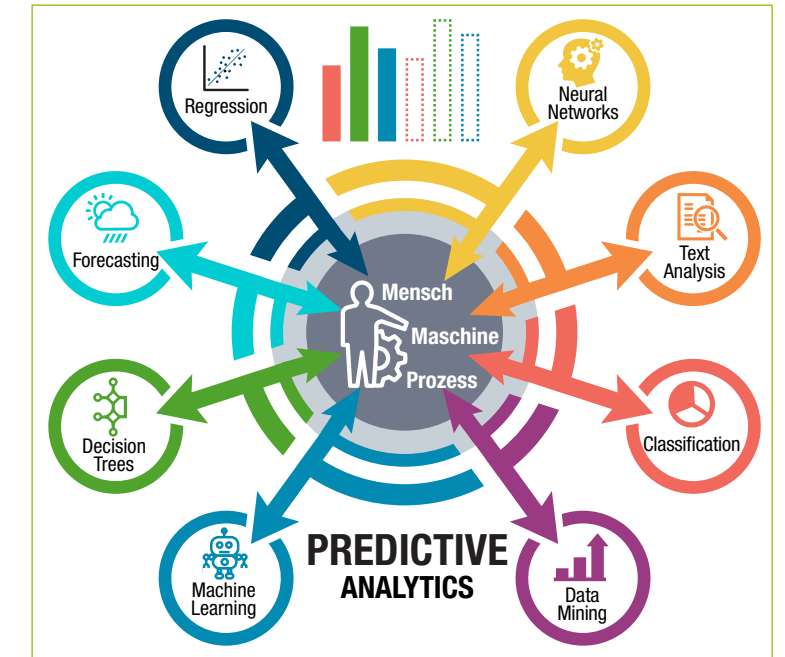 Regression
Neural
Networks
Forecasting
Text
Analysis
Mensch
Maschine
Prozess
Decision
Trees
Classification
Machine
Learning
PREDICTIVE
ANALYTICS
Data
Mining